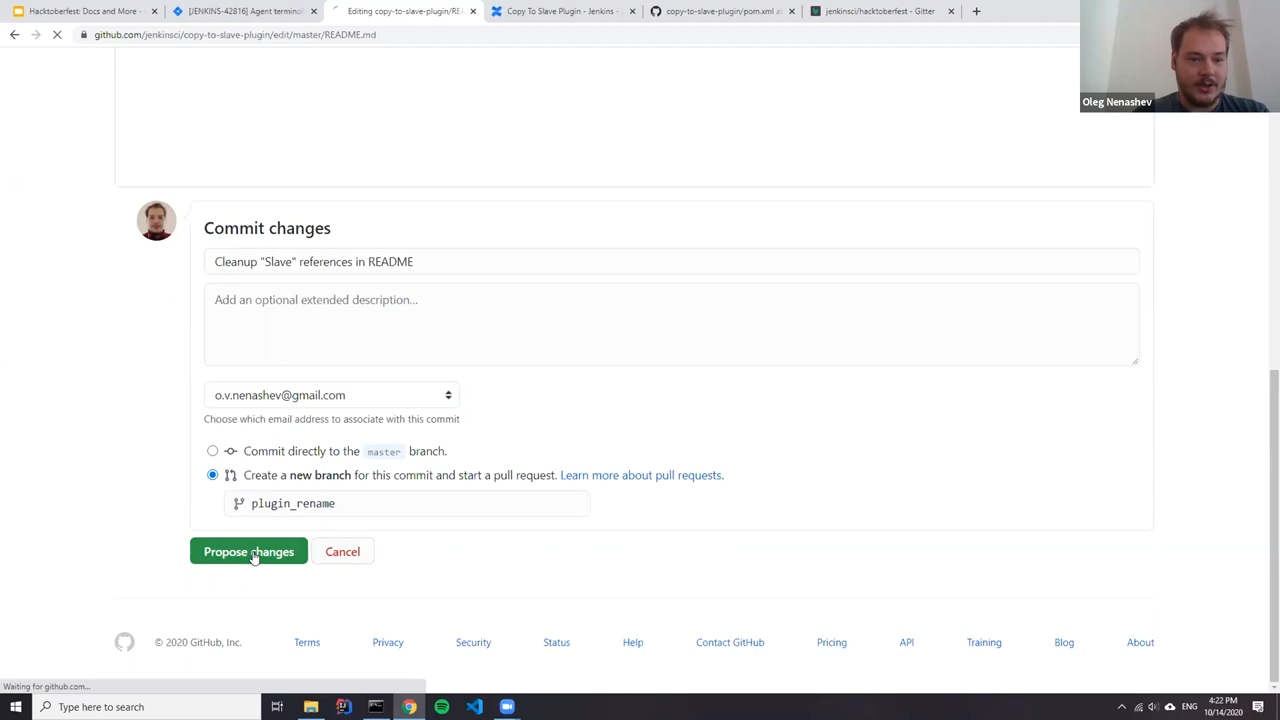 Hacktoberfest: Docs and More -
[JENKINS-42816] Agent terminol
Editing copy-to-slave-plugin/REA
Copy To Slave Plugin - Jenkins -
copy-to-slave-plugin/pom.xml at
jenkinsci/hacktoberfest - Gitter
github.com/jenkinsci/copy-to-slave-plugin/edit/master/README.md
Oleg Nenashev
Commit changes
Cleanup "Slave" references in README
Add an optional extended description...
o.v.nenashev@gmail.com
Choose which email address to associate with this commit
Commit directly to the master branch.
Create a new branch for this commit and start a pull request. Learn more about pull requests.
plugin_rename
Propose changes
Cancel
© 2020 GitHub, Inc.
Terms
Privacy
Security
Status
Help
Contact GitHub
Pricing
API
Training
Blog
About
Waiting for github.com...
Type here to search
ENG
4:22 PM
10/14/2020